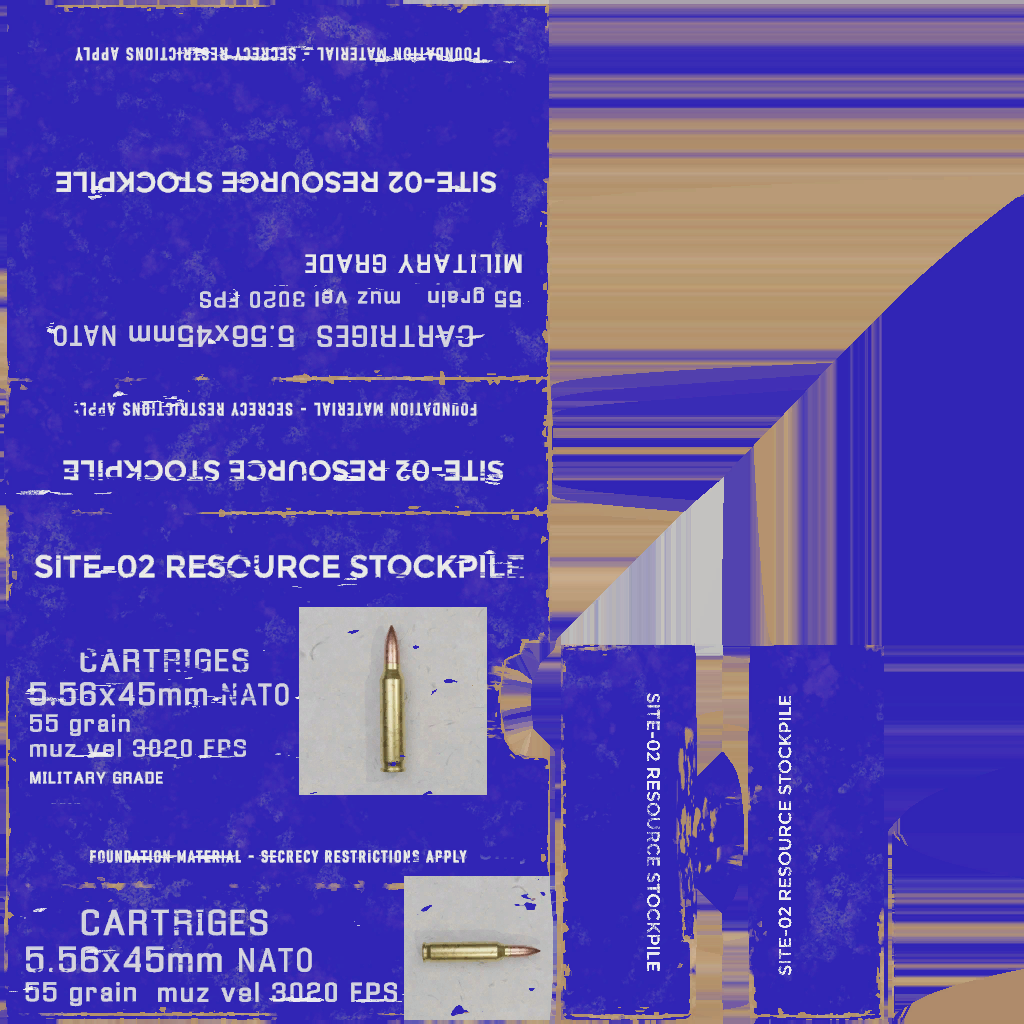 FOUNDATION MATERIAL - SECRECY RESTRICTIONS APPLY
SITE-02 RESOURCE STOCKPILE
MILITARY GRADE
55 grain muz vel 3020 FPS
CARTRIGES 5.56x45mm NATO
FOUNDATION MATERIAL - SECRECY RESTRICTIONS APPLY
SITE-02 RESOURCE STOCKPILE
SITE-02 RESOURCE STOCKPILE
CARTRIGES
5.56x45mm NATO
55 grain
muz vel 3020 FPS
MILITARY GRADE
FOUNDATION MATERIAL - SECRECY RESTRICTIONS APPLY
CARTRIGES
5.56x45mm NATO
55 grain muz vel 3020 FPS
SITE-02 RESOURCE STOCKPILE
SITE-02 RESOURCE STOCKPILE